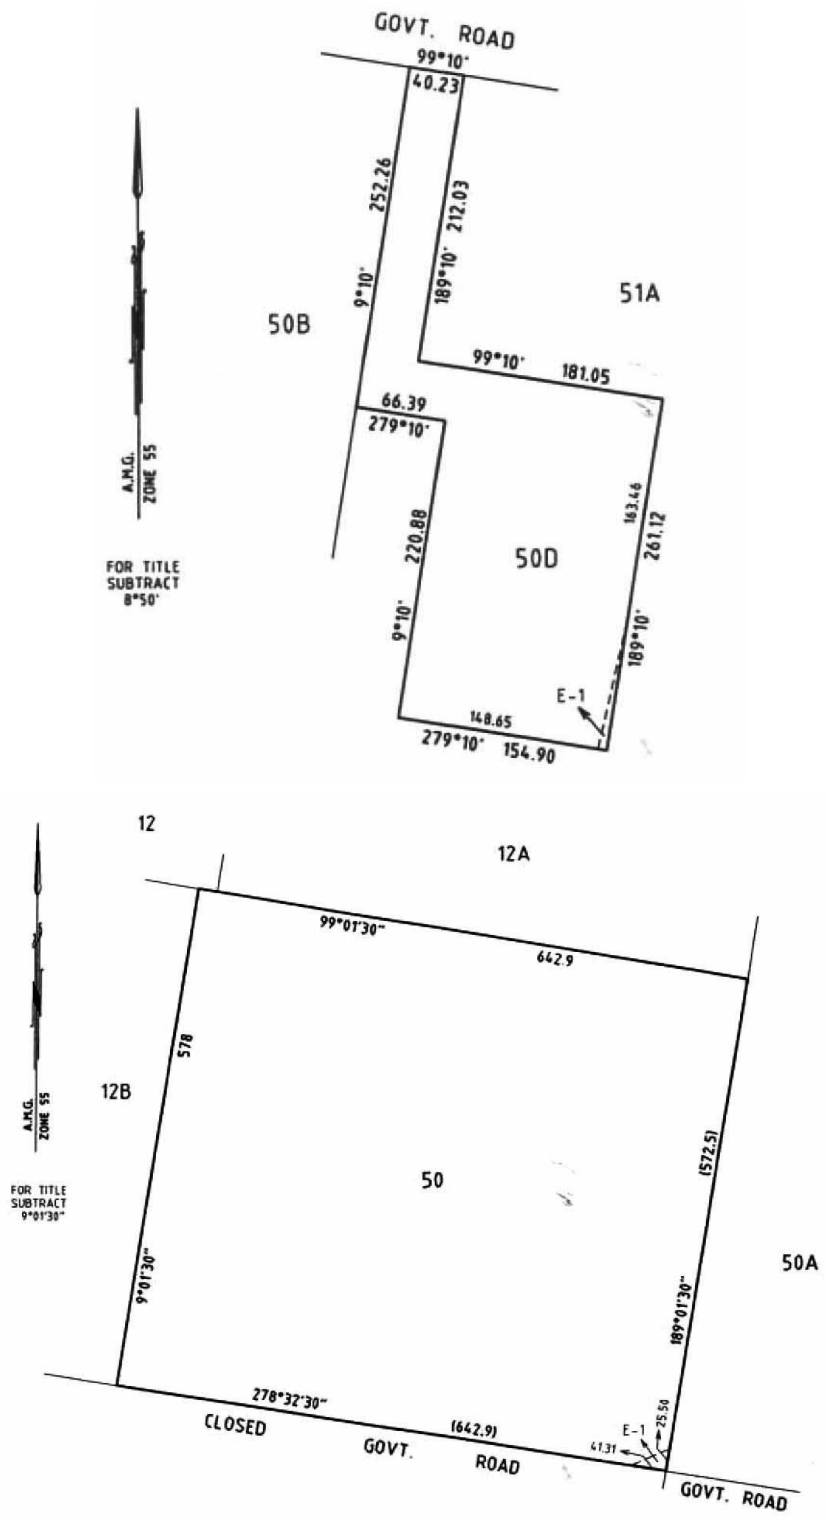 GOVT. ROAD
99°10'
40.23
252.26
9°10'
212.03
189°10'
50B
51A
99°10' 181.05
66.39
279°10'
A.M.G.
ZONE 55
FOR TITLE
SUBTRACT
8°50'
220.88
9°10'
50D
163.46
261.12
189°10'
E-1
148.65
279°10' 154.90
12
12A
99°01'30" 642.9
578
12B
9°01'30"
A.M.G.
ZONE 55
FOR TITLE
SUBTRACT
9°01'30"
50
(572.5)
189°01'30"
50A
278°32'30" (642.9)
CLOSED GOVT. ROAD
E-1
25.50
41.31
GOVT. ROAD